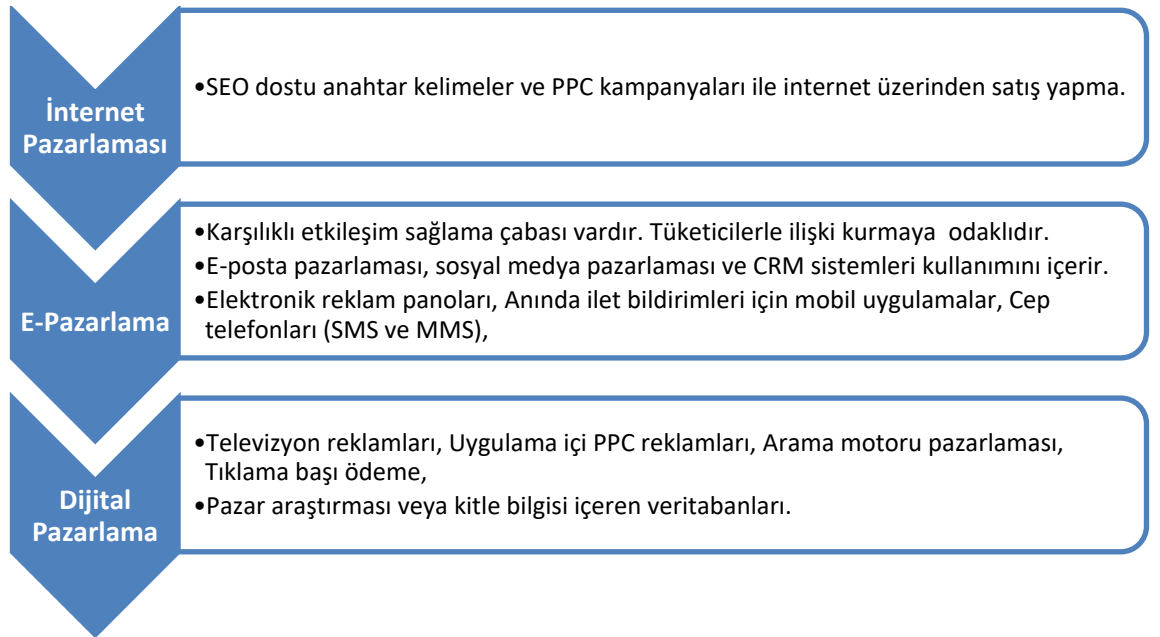 İnternet
Pazarlaması
•SEO dostu anahtar kelimeler ve PPC kampanyaları ile internet üzerinden satış yapma.
E-Pazarlama
•Karşılıklı etkileşim sağlama çabası vardır. Tüketicilerle ilişki kurmaya odaklıdır.
•E-posta pazarlaması, sosyal medya pazarlaması ve CRM sistemleri kullanımını içerir.
•Elektronik reklam panoları, Anında ilet bildirimleri için mobil uygulamalar, Cep
telefonları (SMS ve MMS),
Dijital
Pazarlama
•Televizyon reklamları, Uygulama içi PPC reklamları, Arama motoru pazarlaması,
Tıklama başı ödeme,
•Pazar araştırması veya kitle bilgisi içeren veritabanları.